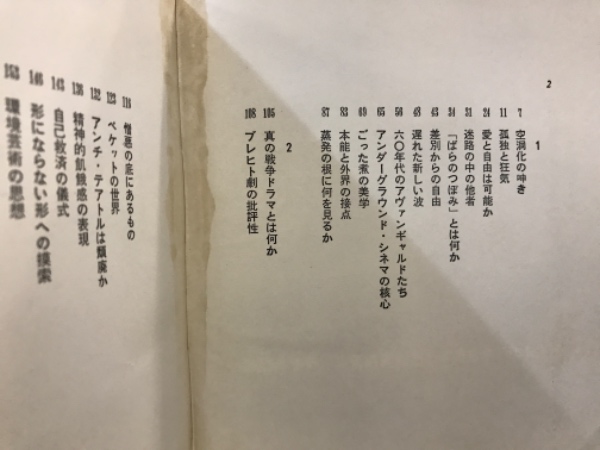 2
1
7 空洞化の呻き
11 孤独と狂気
24 愛と自由は可能か
31 迷路の中の他者
34 「ばらのつぼみ」とは何か
43 差別からの自由
48 遅れた新しい波
56 六〇年代のアヴァンギャルドたち
65 アンダーグラウンド・シネマの核心
69 ごった煮の美学
83 本能と外界の接点
87 蒸発の根に何を見るか
2
105 真の戦争ドラマとは何か
108 ブレヒト劇の批評性
118 憎悪の底にあるもの
123 ベケットの世界
132 アンチ・テアトルは頽廃か
138 精神的飢餓感の表現
143 自己救済の儀式
146 形にならない形への摸索
153 環境芸術の思想